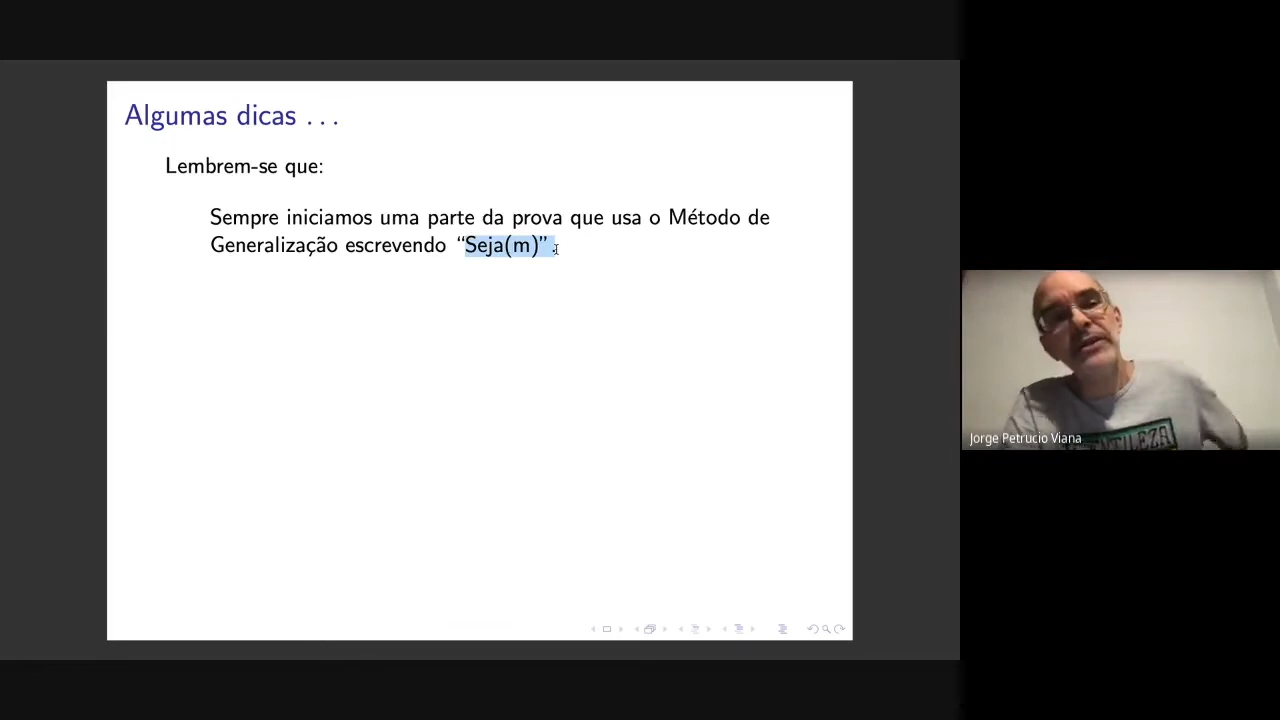 Algumas dicas . . .
Lembrem-se que:
Sempre iniciamos uma parte da prova que usa o Método de
Generalização escrevendo “Seja(m)”.
Jorge Petrucio Viana